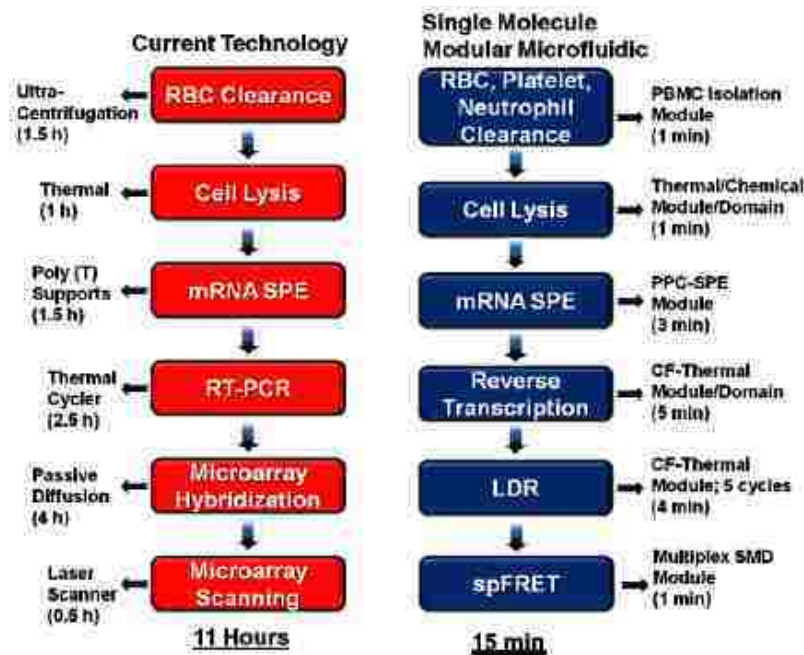 Current Technology
Ultra-
Centrifugation
(1.5 h)
RBC Clearance
Thermal
(1 h)
Cell Lysis
Poly (T)
Supports
(1.5 h)
mRNA SPE
Thermal
Cycler
(2.5 h)
RT-PCR
Passive
Diffusion
(4 h)
Microarray
Hybridization
Laser
Scanner
(0.5 h)
Microarray
Scanning
11 Hours
Single Molecule
Modular Microfluidic
RBC, Platelet,
Neutrophil
Clearance
PBMC Isolation
Module
(1 min)
Cell Lysis
Thermal/Chemical
Module/Domain
(1 min)
mRNA SPE
PPC-SPE
Module
(3 min)
Reverse
Transcription
CF-Thermal
Module/Domain
(5 min)
LDR
CF-Thermal
Module; 5 cycles
(4 min)
spFRET
Multiplex SMD
Module
(1 min)
15 min